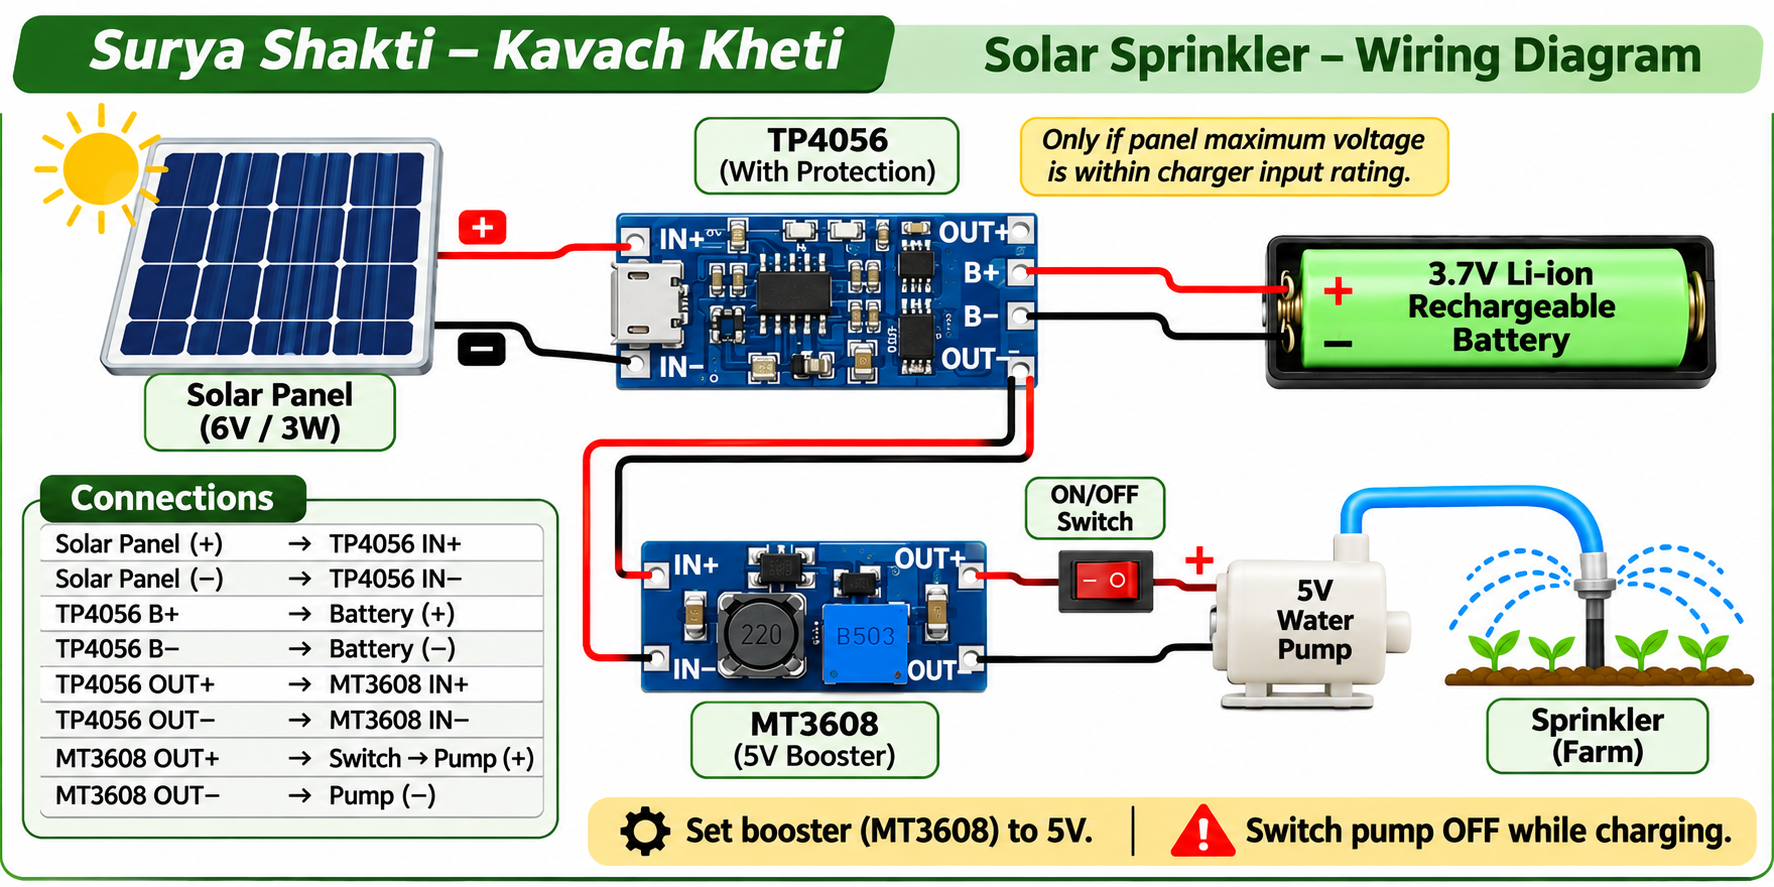 Surya Shakti – Kavach Kheti
Solar Sprinkler – Wiring Diagram
TP4056
(With Protection)
Only if panel maximum voltage
is within charger input rating.
+
−
Solar Panel
(6V / 3W)
IN+
IN−
OUT+
B+
B−
OUT−
+
−
3.7V Li-ion
Rechargeable
Battery
Connections
Solar Panel (+) → TP4056 IN+
Solar Panel (−) → TP4056 IN−
TP4056 B+ → Battery (+)
TP4056 B− → Battery (−)
TP4056 OUT+ → MT3608 IN+
TP4056 OUT− → MT3608 IN−
MT3608 OUT+ → Switch → Pump (+)
MT3608 OUT− → Pump (−)
IN+
IN−
220
B503
OUT+
OUT−
MT3608
(5V Booster)
ON/OFF
Switch
+
5V
Water
Pump
Sprinkler
(Farm)
Set booster (MT3608) to 5V.
Switch pump OFF while charging.